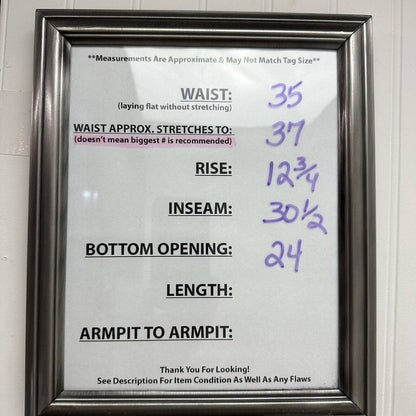 **Measurements Are Approximate & May Not Match Tag Size**
WAIST: 35
(laying flat without stretching)
WAIST APPROX. STRETCHES TO: 37
(doesn't mean biggest # is recommended)
RISE: 12 3/4
INSEAM: 30 1/2
BOTTOM OPENING: 24
LENGTH:
ARMPIT TO ARMPIT:
Thank You For Looking!
See Description For Item Condition As Well As Any Flaws